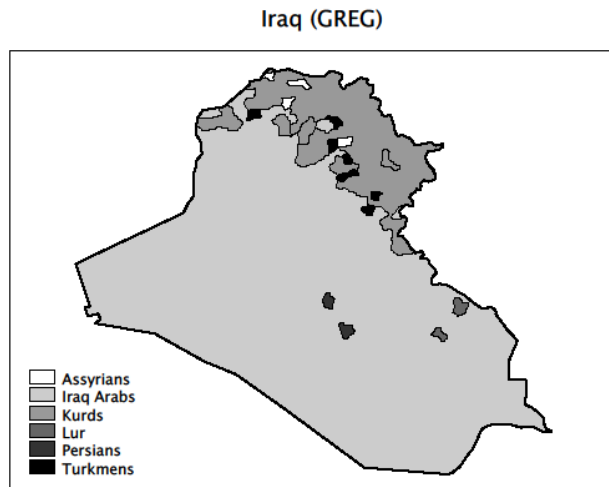 Iraq (GREG)
Assyrians
Iraq Arabs
Kurds
Lur
Persians
Turkmens